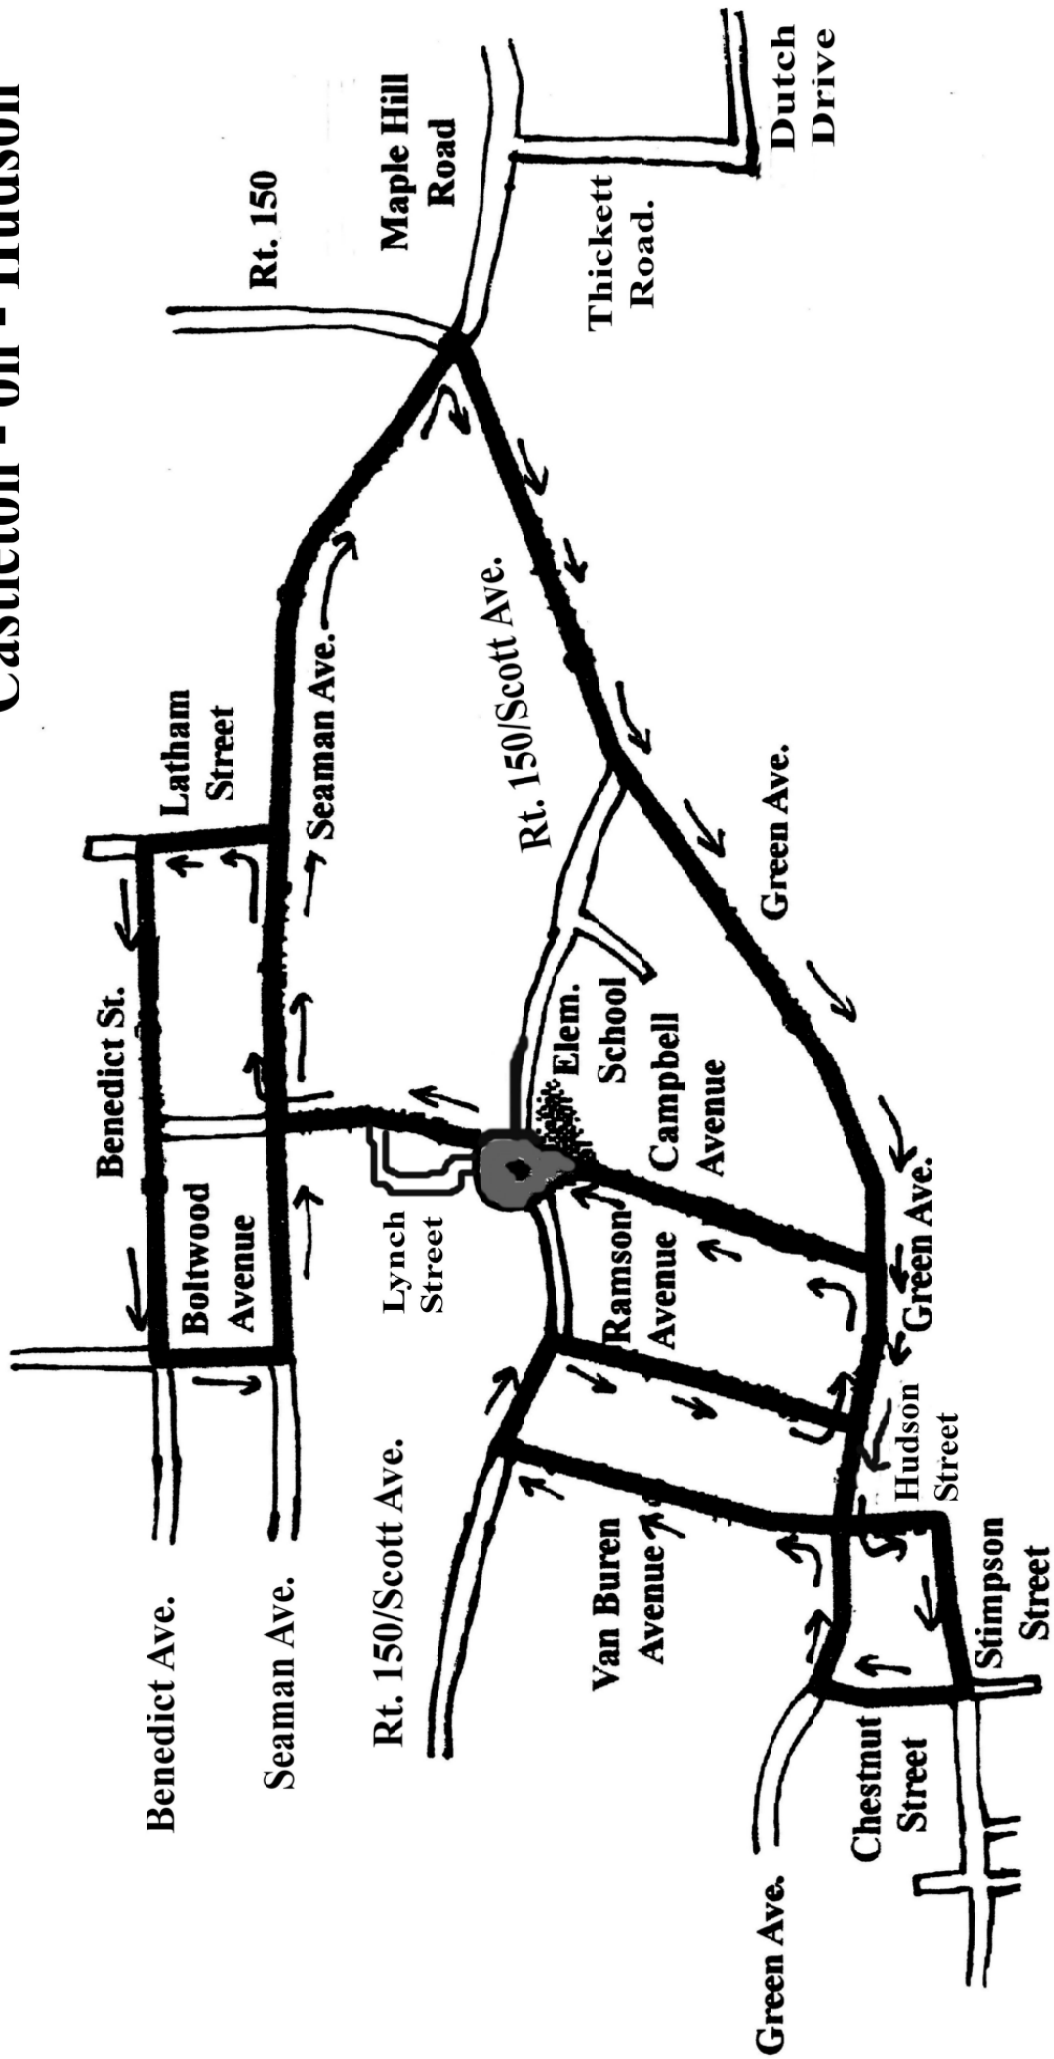 Castleton - on - Hudson
Benedict St.
Benedict Ave.
Latham
Street
Rt. 150
Boltwood
Avenue
Seaman Ave.
Seaman Ave.
Maple Hill
Road
Rt. 150/Scott Ave.
Lynch
Street
Rt. 150/Scott Ave.
Elem.
School
Thickett
Road.
Van Buren
Avenue
Ramson
Avenue
Campbell
Avenue
Green Ave.
Dutch
Drive
Green Ave.
Chestnut
Street
Hudson
Street
Green Ave.
Stimpson
Street